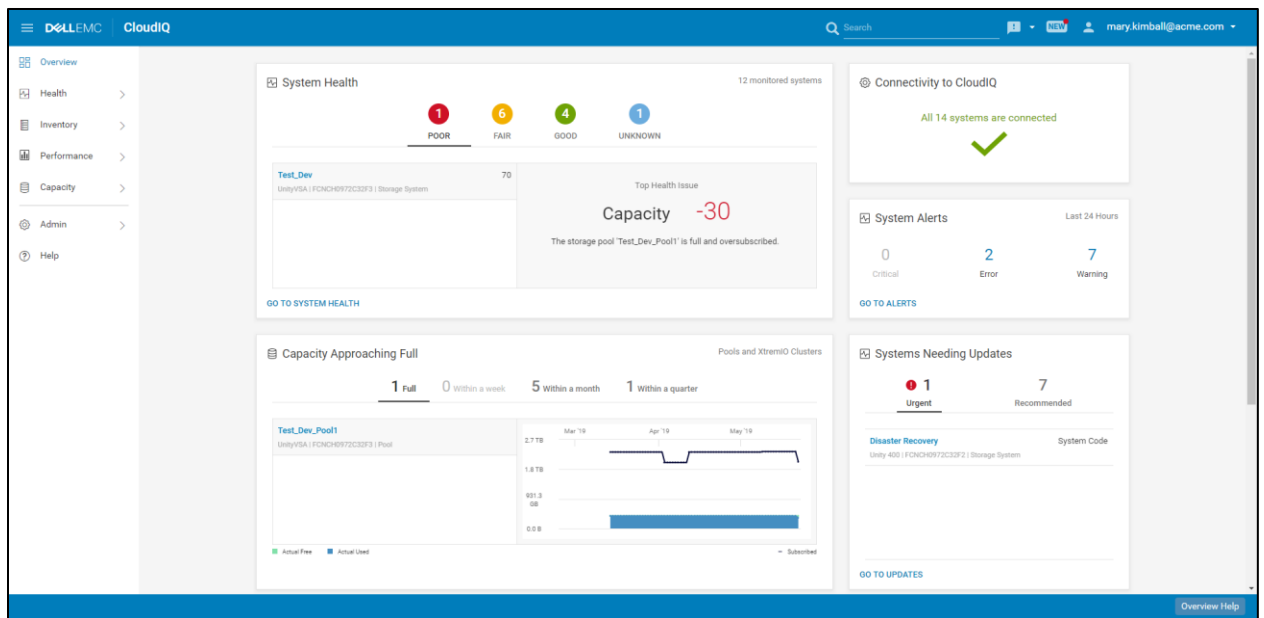 DELLEMC CloudIQ
Search
NEW
mary.kimball@acme.com
Overview
Health
Inventory
Performance
Capacity
Admin
Help
System Health
12 monitored systems
1 6 4 1
POOR FAIR GOOD UNKNOWN
Test_Dev 70
UnityVSA | FCNCH0972C32F3 | Storage System
Top Health Issue
Capacity -30
The storage pool 'Test_Dev_Pool1' is full and oversubscribed.
GO TO SYSTEM HEALTH
Connectivity to CloudIQ
All 14 systems are connected
System Alerts
Last 24 Hours
0 2 7
Critical Error Warning
GO TO ALERTS
Capacity Approaching Full
Pools and XtremIO Clusters
1 Full 0 Within a week 5 Within a month 1 Within a quarter
Test_Dev_Pool1
UnityVSA | FCNCH0972C32F3 | Pool
Mar '19 Apr '19 May '19
2.7 TB
1.8 TB
931.3
GB
0.0 B
Actual Free Actual Used Subscribed
Systems Needing Updates
1 7
Urgent Recommended
Disaster Recovery System Code
Unity 400 | FCNCH0972C32F2 | Storage System
GO TO UPDATES
Overview Help